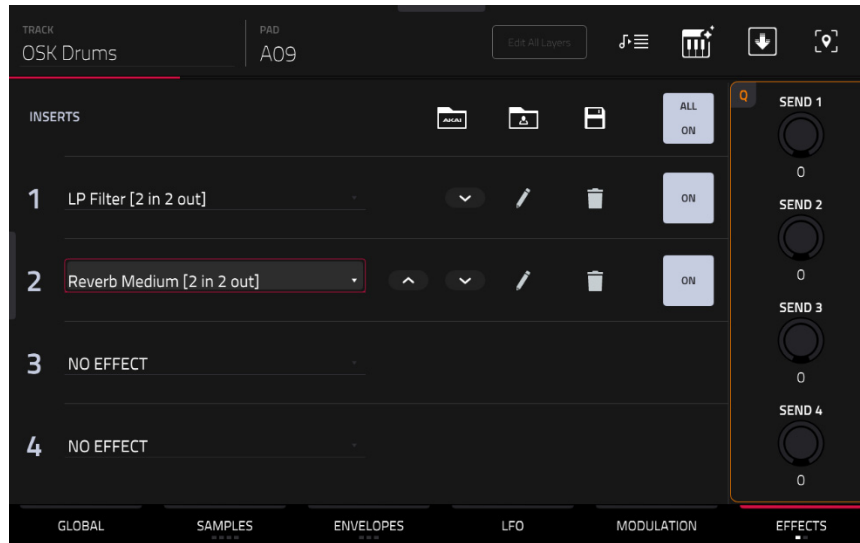 TRACK
OSK Drums
PAD
A09
Edit All Layers
INSERTS
AKAI
ALL
ON
1
LP Filter [2 in 2 out]
ON
2
Reverb Medium [2 in 2 out]
ON
3
NO EFFECT
4
NO EFFECT
Q
SEND 1
0
SEND 2
0
SEND 3
0
SEND 4
0
GLOBAL
SAMPLES
ENVELOPES
LFO
MODULATION
EFFECTS